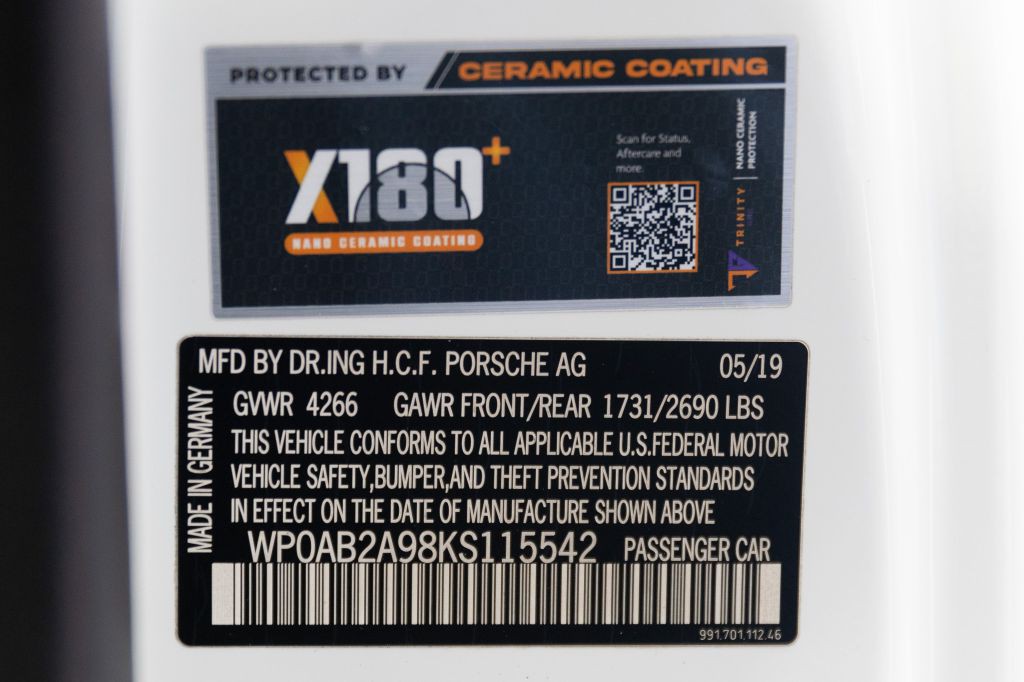 PROTECTED BY CERAMIC COATING
X180+
NANO CERAMIC COATING
Scan for Status,
Aftercare and
more.
TRINITY
NANO CERAMIC
PROTECTION
MFD BY DR.ING H.C.F. PORSCHE AG 05/19
GVWR 4266 GAWR FRONT/REAR 1731/2690 LBS
THIS VEHICLE CONFORMS TO ALL APPLICABLE U.S.FEDERAL MOTOR
VEHICLE SAFETY,BUMPER,AND THEFT PREVENTION STANDARDS
IN EFFECT ON THE DATE OF MANUFACTURE SHOWN ABOVE
WP0AB2A98KS115542 PASSENGER CAR
991.701.112.46
MADE IN GERMANY